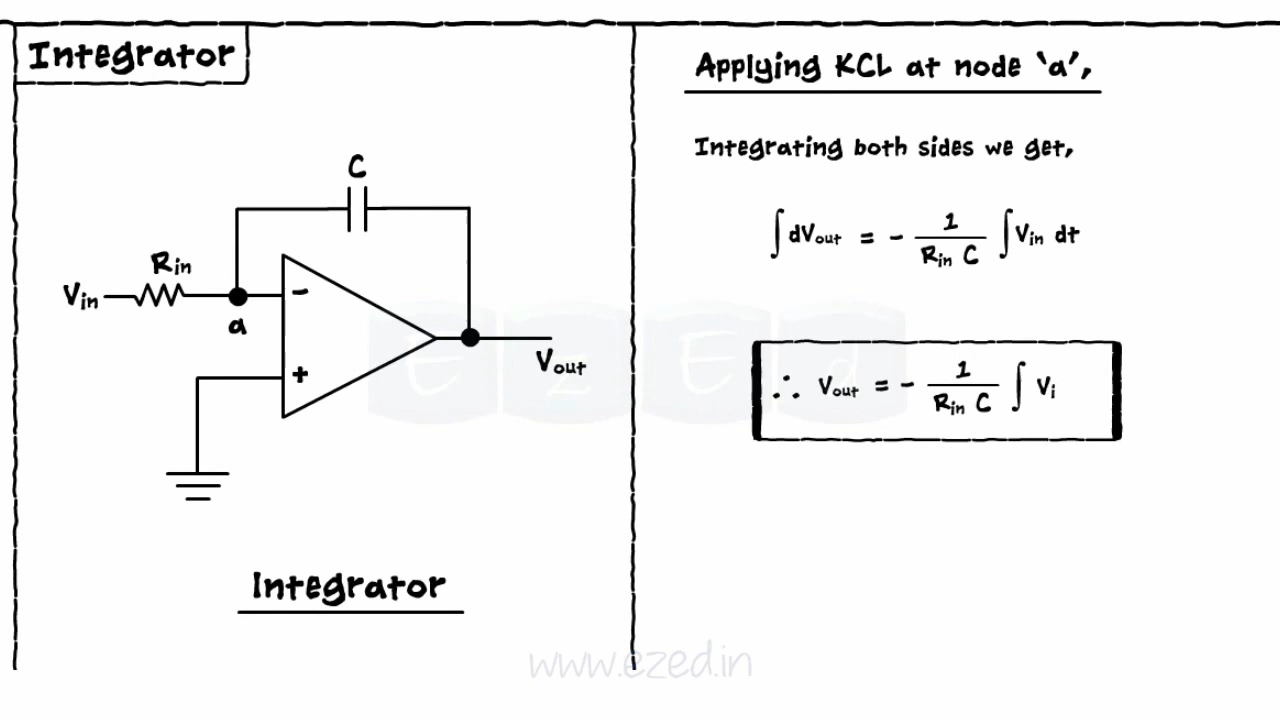 Integrator
C
Rin
Vin
a
-
+
Vout
Integrator
Applying KCL at node ‘a’,
Integrating both sides we get,
∫dVout = - 1/(Rin C) ∫Vin dt
∴ Vout = - 1/(Rin C) ∫ Vi
EZEd
www.ezed.in